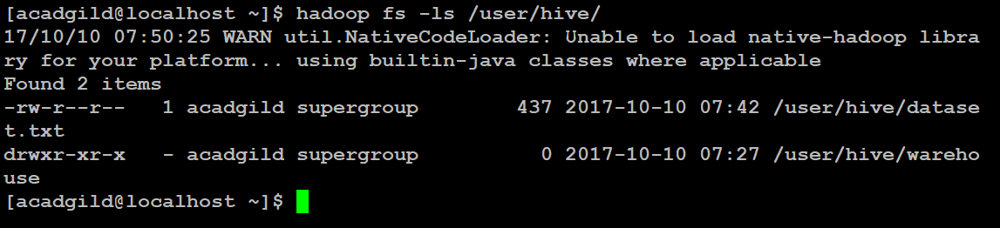 [acadgild@localhost ~]$ hadoop fs -ls /user/hive/
17/10/10 07:50:25 WARN util.NativeCodeLoader: Unable to load native-hadoop libra
ry for your platform... using builtin-java classes where applicable
Found 2 items
-rw-r--r--   1 acadgild supergroup        437 2017-10-10 07:42 /user/hive/datase
t.txt
drwxr-xr-x   - acadgild supergroup          0 2017-10-10 07:27 /user/hive/wareho
use
[acadgild@localhost ~]$